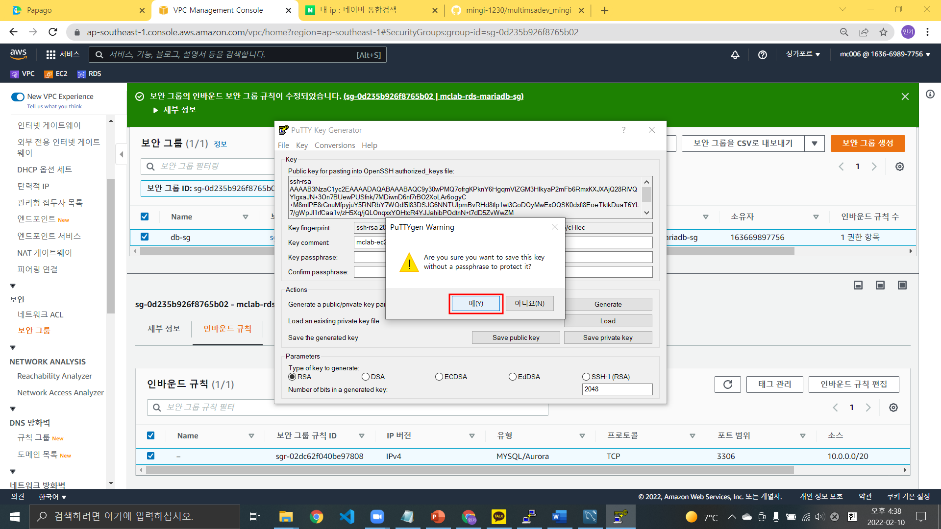 Papago
VPC Management Console
내 ip : 네이버 통합검색
mingi-1230/multimsadev_mingi
ap-southeast-1.console.aws.amazon.com/vpc/home?region=ap-southeast-1#SecurityGroups:group-id=sg-0d235b926f8765b02
aws
서비스
서비스, 기능, 블로그, 설명서 등을 검색합니다.
[Alt+S]
싱가포르
mc006 @ 1636-6989-7756
VPC
EC2
RDS
New VPC Experience
Tell us what you think
인터넷 게이트웨이
외부 전용 인터넷 게이트
웨이
DHCP 옵션 세트
탄력적 IP
관리형 접두사 목록
엔드포인트 New
엔드포인트 서비스
NAT 게이트웨이
피어링 연결
보안
네트워크 ACL
보안 그룹
NETWORK ANALYSIS
Reachability Analyzer
Network Access Analyzer
DNS 방화벽
규칙 그룹 New
도메인 목록 New
네트워크 방화벽
보안 그룹의 인바운드 보안 그룹 규칙이 수정되었습니다. (sg-0d235b926f8765b02 | mclab-rds-mariadb-sg)
세부 정보
보안 그룹 (1/1) 정보
보안 그룹을 CSV로 내보내기
보안 그룹 생성
보안 그룹 필터링
1
보안 그룹 ID: sg-0d235b926f8765b0
Name
소유자
인바운드 규칙 수
db-sg
ariadb-sg
163669897756
1 권한 항목
PuTTY Key Generator
File Key Conversions Help
Key
Public key for pasting into OpenSSH authorized_keys file:
ssh-rsa
Key fingerprint:
ssh-rsa 20
Key comment:
mclab-ec2
Key passphrase:
Confirm passphrase:
PuTTYgen Warning
Are you sure you want to save this key
without a passphrase to protect it?
예(Y)
아니요(N)
Actions
Generate a public/private key pair
Generate
Load an existing private key file
Load
Save the generated key
Save public key
Save private key
Parameters
Type of key to generate:
RSA
DSA
ECDSA
EdDSA
SSH-1 (RSA)
Number of bits in a generated key:
2048
sg-0d235b926f8765b02 - mclab-rds
세부 정보
인바운드 규칙
인바운드 규칙 (1/1)
태그 관리
인바운드 규칙 편집
보안 그룹 규칙 필터
1
Name
보안 그룹 규칙 ID
IP 버전
유형
프로토콜
포트 범위
소스
–
sgr-02dc62f040be97808
IPv4
MYSQL/Aurora
TCP
3306
10.0.0.0/20
의견
한국어
© 2022, Amazon Web Services, Inc. 또는 계열사.
개인 정보 보호
약관
쿠키 기본 설정
검색하려면 여기에 입력하십시오.
7°C
오후 4:38
2022-02-10